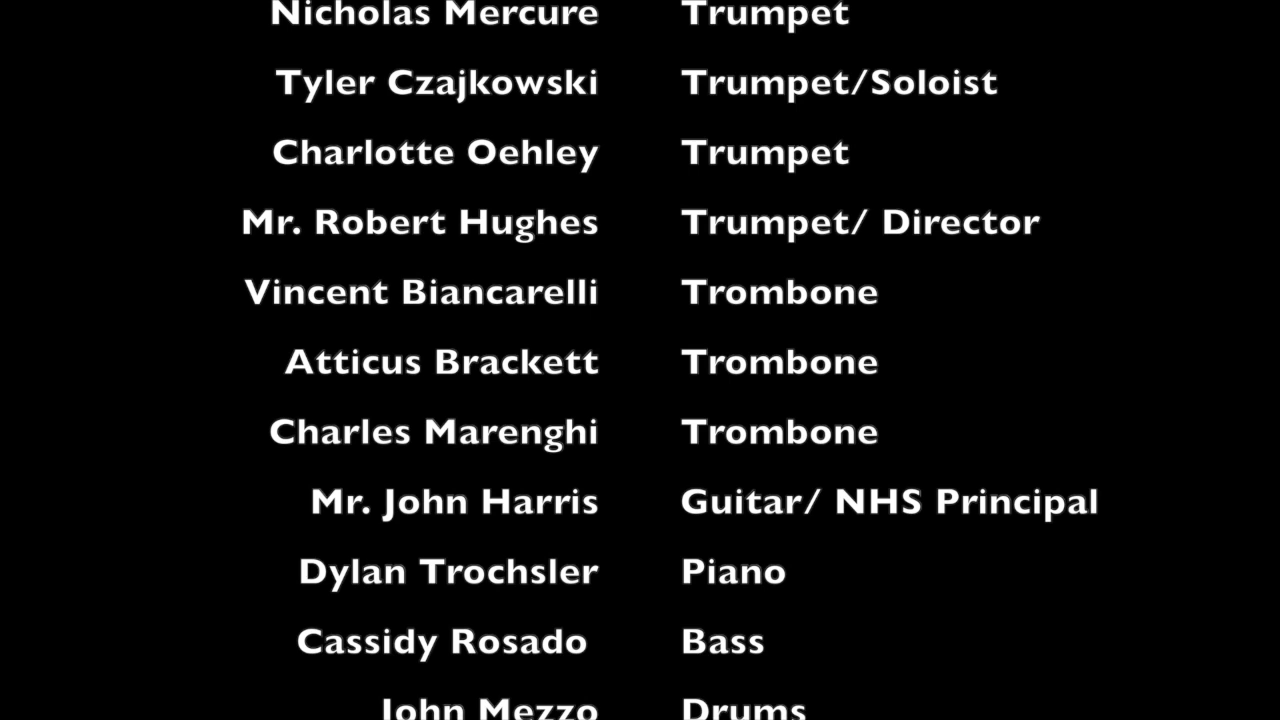 Nicholas Mercure Trumpet
Tyler Czajkowski Trumpet/Soloist
Charlotte Oehley Trumpet
Mr. Robert Hughes Trumpet/ Director
Vincent Biancarelli Trombone
Atticus Brackett Trombone
Charles Marenghi Trombone
Mr. John Harris Guitar/ NHS Principal
Dylan Trochsler Piano
Cassidy Rosado Bass
John Mezzo Drums